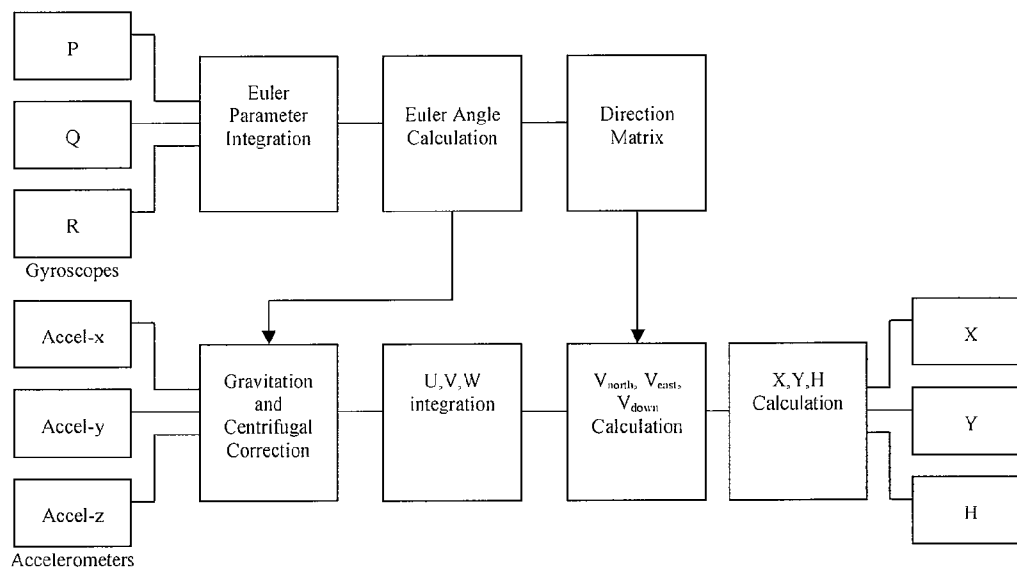 P
Q
R
Gyroscopes
Euler
Parameter
Integration
Euler Angle
Calculation
Direction
Matrix
Accel-x
Accel-y
Accel-z
Accelerometers
Gravitation
and
Centrifugal
Correction
U,V,W
integration
Vnorth, Veast,
Vdown
Calculation
X,Y,H
Calculation
X
Y
H